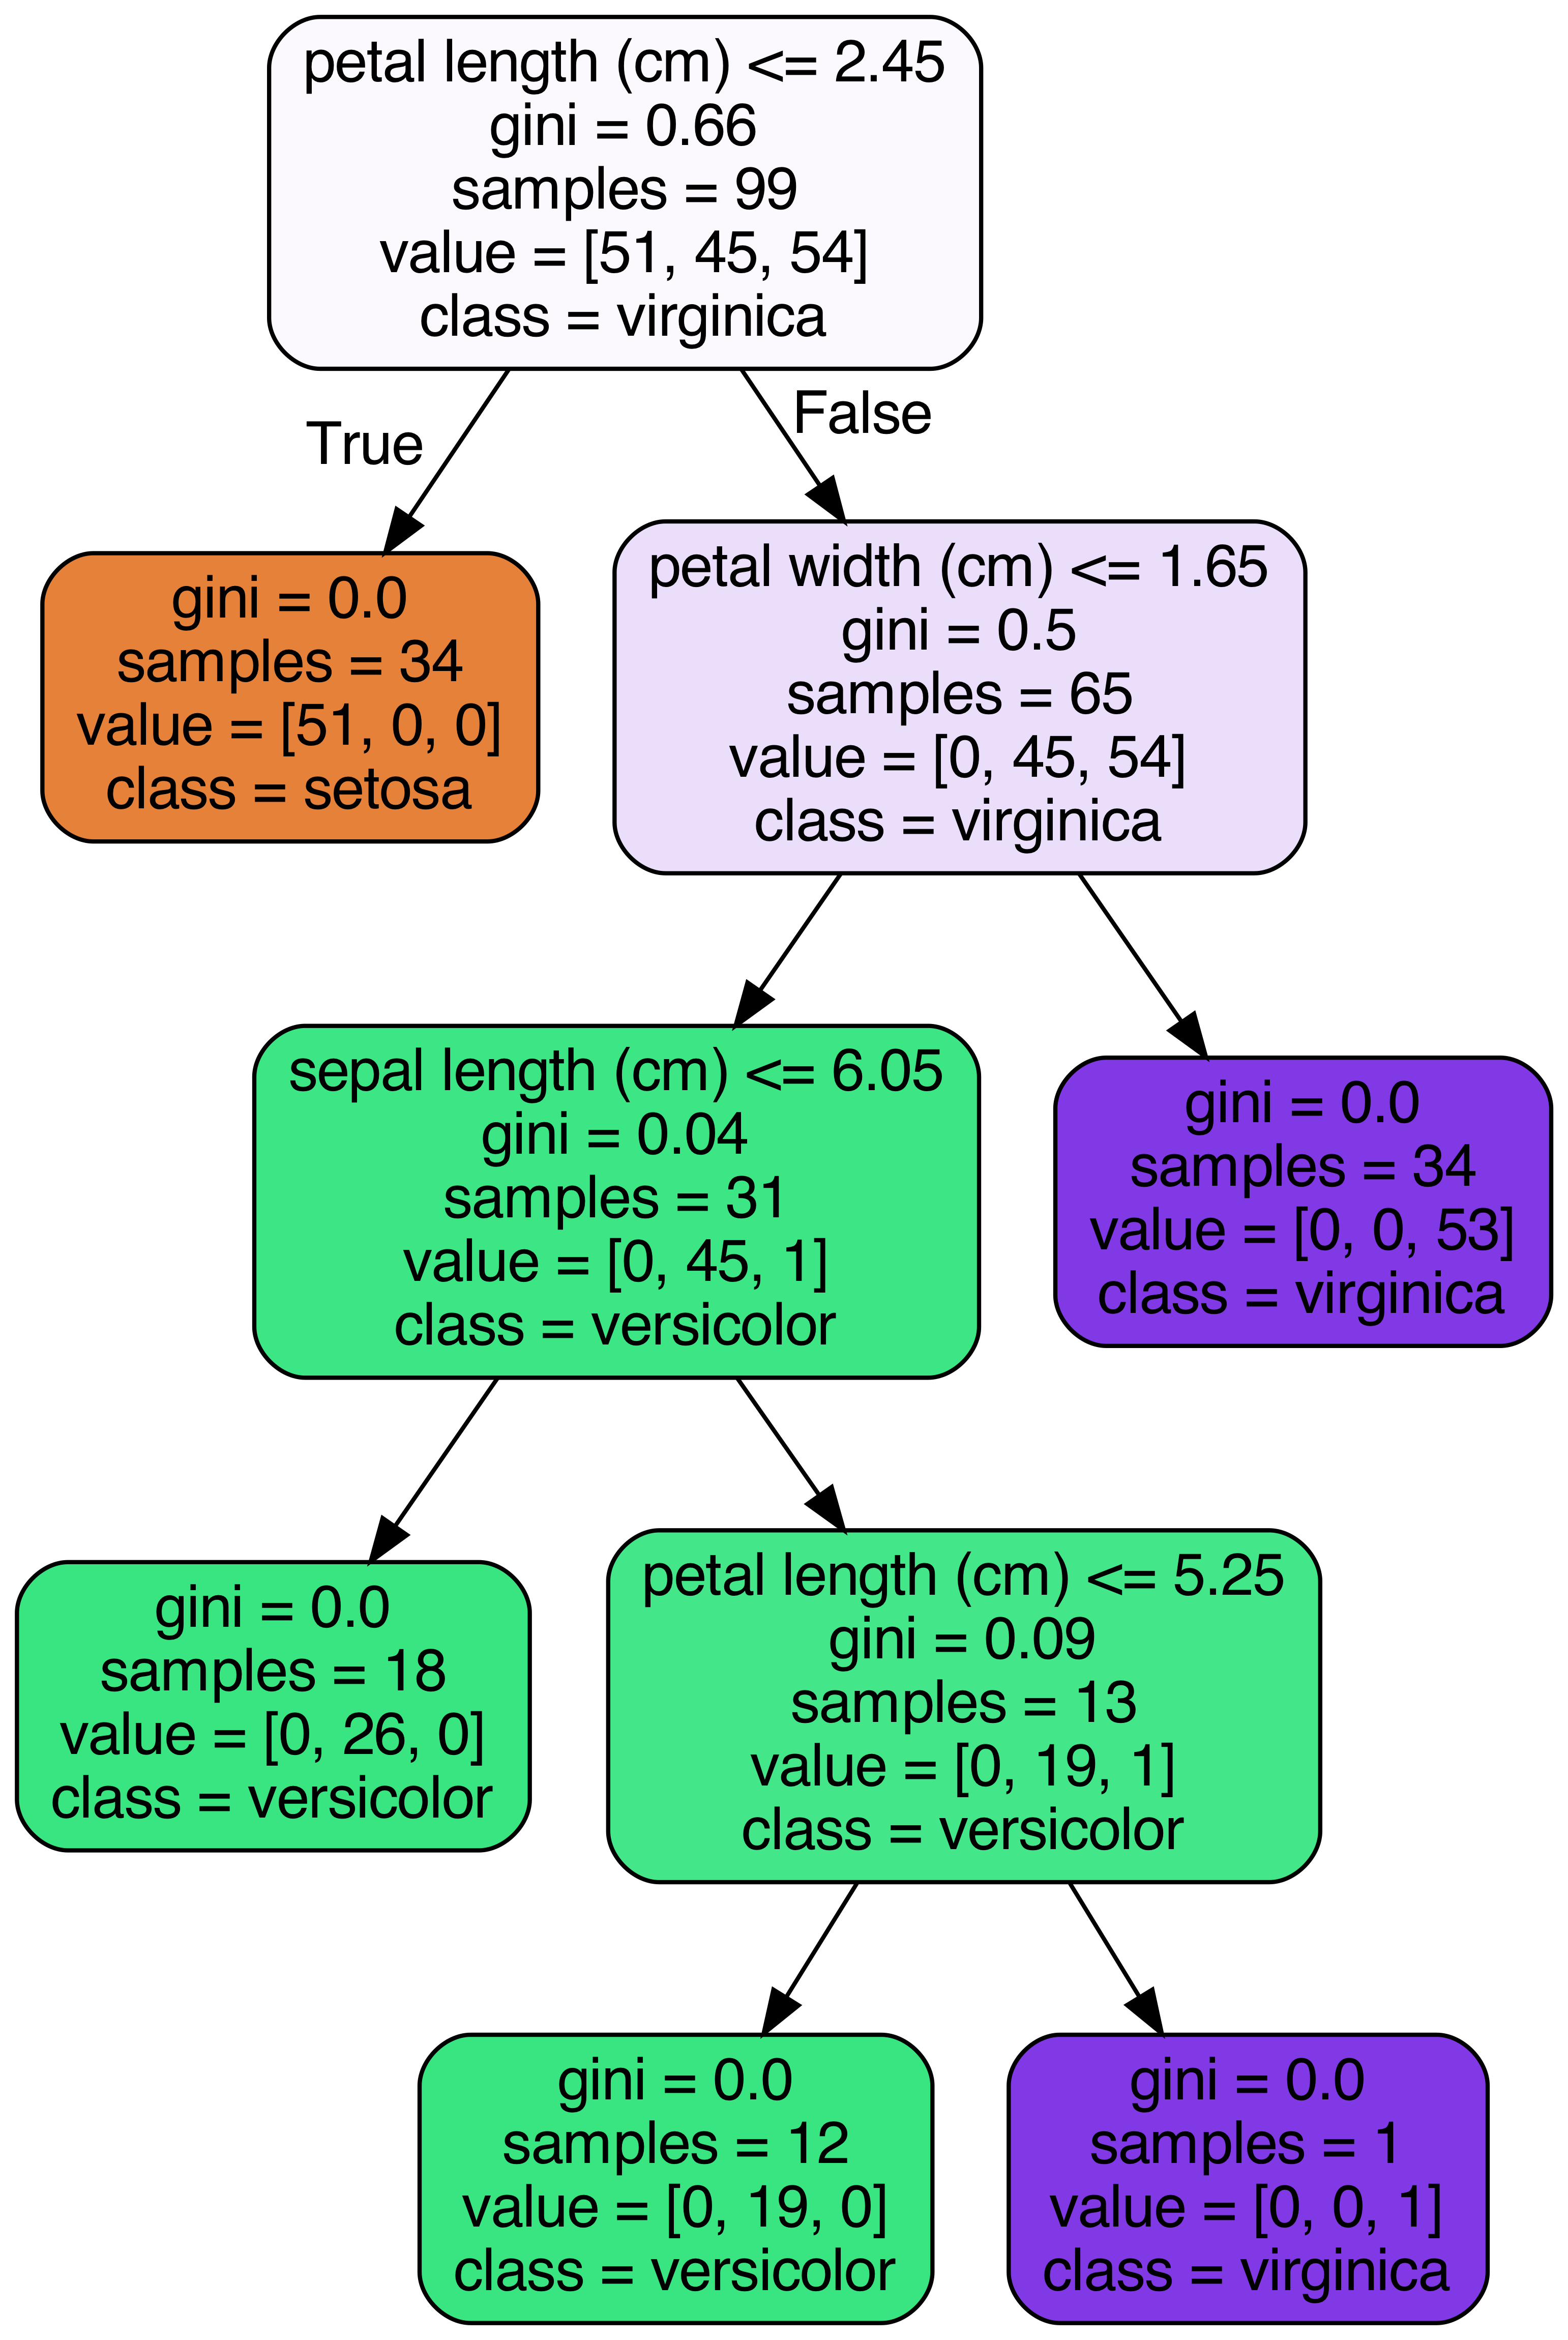 petal length (cm) <= 2.45
gini = 0.66
samples = 99
value = [51, 45, 54]
class = virginica
True
False
gini = 0.0
samples = 34
value = [51, 0, 0]
class = setosa
petal width (cm) <= 1.65
gini = 0.5
samples = 65
value = [0, 45, 54]
class = virginica
sepal length (cm) <= 6.05
gini = 0.04
samples = 31
value = [0, 45, 1]
class = versicolor
gini = 0.0
samples = 34
value = [0, 0, 53]
class = virginica
gini = 0.0
samples = 18
value = [0, 26, 0]
class = versicolor
petal length (cm) <= 5.25
gini = 0.09
samples = 13
value = [0, 19, 1]
class = versicolor
gini = 0.0
samples = 12
value = [0, 19, 0]
class = versicolor
gini = 0.0
samples = 1
value = [0, 0, 1]
class = virginica